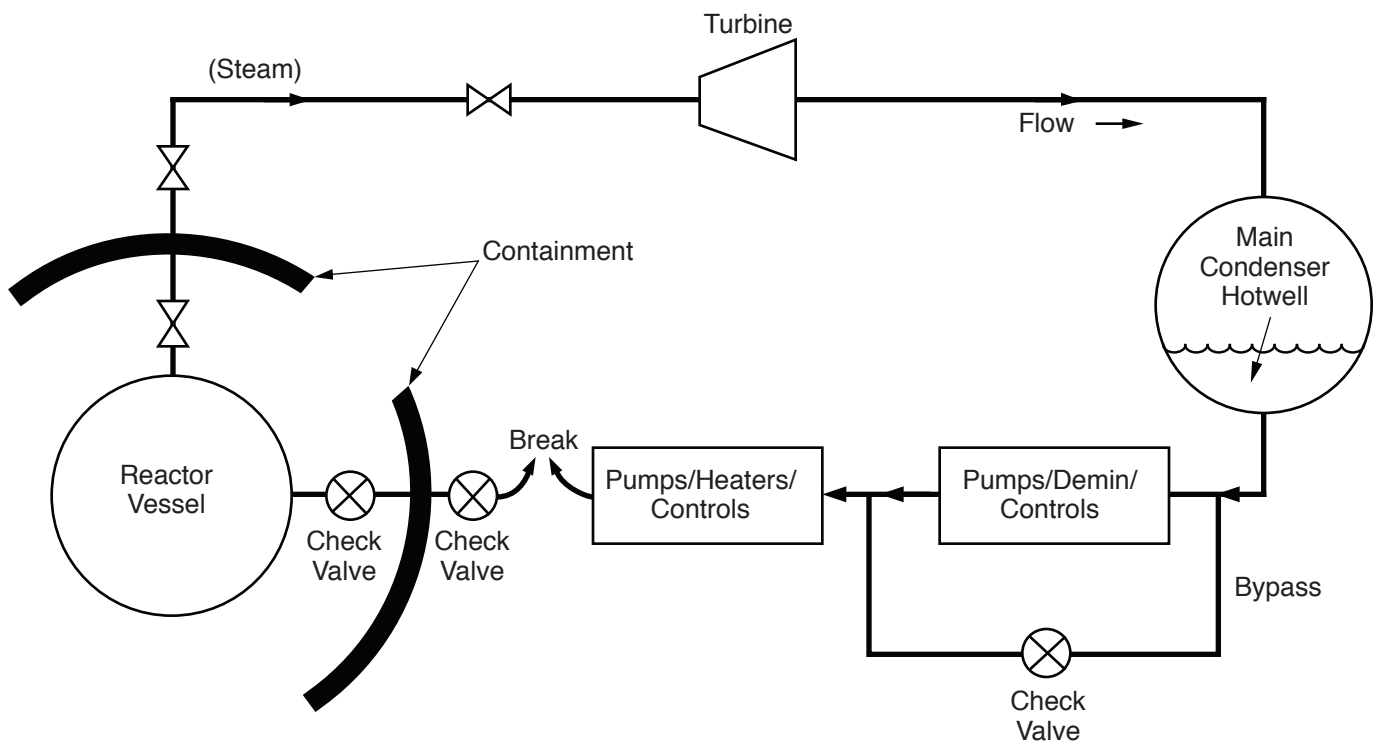 Turbine
(Steam)
Flow
Containment
Main
Condenser
Hotwell
Break
Reactor
Vessel
Pumps/Heaters/
Controls
Pumps/Demin/
Controls
Check
Valve
Check
Valve
Bypass
Check
Valve